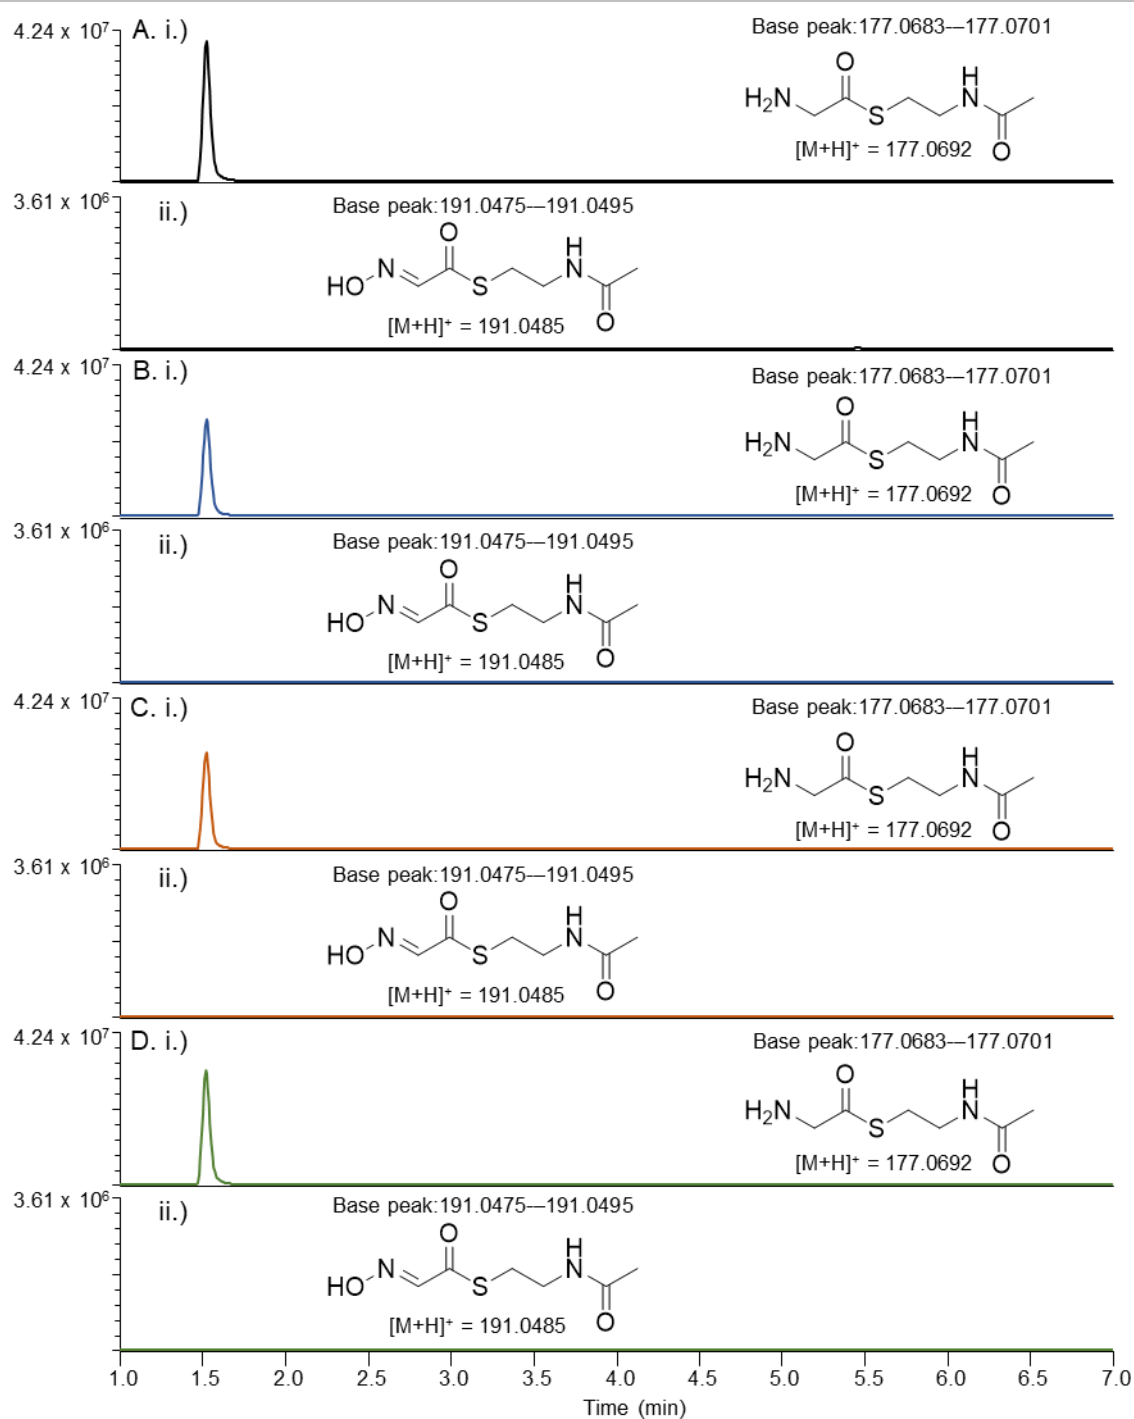 4.24 x 10⁷
A. i.)
Base peak:177.0683—177.0701
O
H
H₂N
N
S
[M+H]⁺ = 177.0692
O
3.61 x 10⁶
ii.)
Base peak:191.0475—191.0495
O
H
N
N
HO
S
[M+H]⁺ = 191.0485
O
4.24 x 10⁷
B. i.)
Base peak:177.0683—177.0701
O
H
H₂N
N
S
[M+H]⁺ = 177.0692
O
3.61 x 10⁶
ii.)
Base peak:191.0475—191.0495
O
H
N
N
HO
S
[M+H]⁺ = 191.0485
O
4.24 x 10⁷
C. i.)
Base peak:177.0683—177.0701
O
H
H₂N
N
S
[M+H]⁺ = 177.0692
O
3.61 x 10⁶
ii.)
Base peak:191.0475—191.0495
O
H
N
N
HO
S
[M+H]⁺ = 191.0485
O
4.24 x 10⁷
D. i.)
Base peak:177.0683—177.0701
O
H
H₂N
N
S
[M+H]⁺ = 177.0692
O
3.61 x 10⁶
ii.)
Base peak:191.0475—191.0495
O
H
N
N
HO
S
[M+H]⁺ = 191.0485
O
1.0 1.5 2.0 2.5 3.0 3.5 4.0 4.5 5.0 5.5 6.0 6.5 7.0
Time (min)